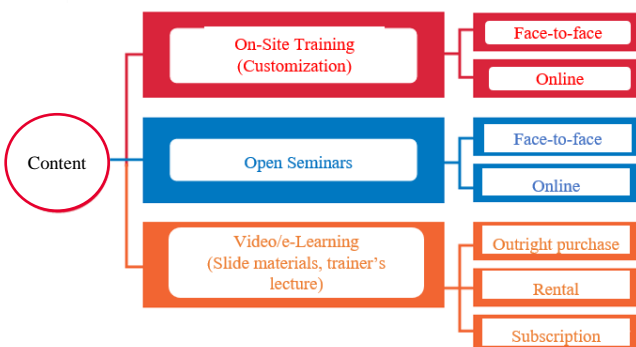 Content
On-Site Training
(Customization)
Face-to-face
Online
Open Seminars
Face-to-face
Online
Video/e-Learning
(Slide materials, trainer's
lecture)
Outright purchase
Rental
Subscription